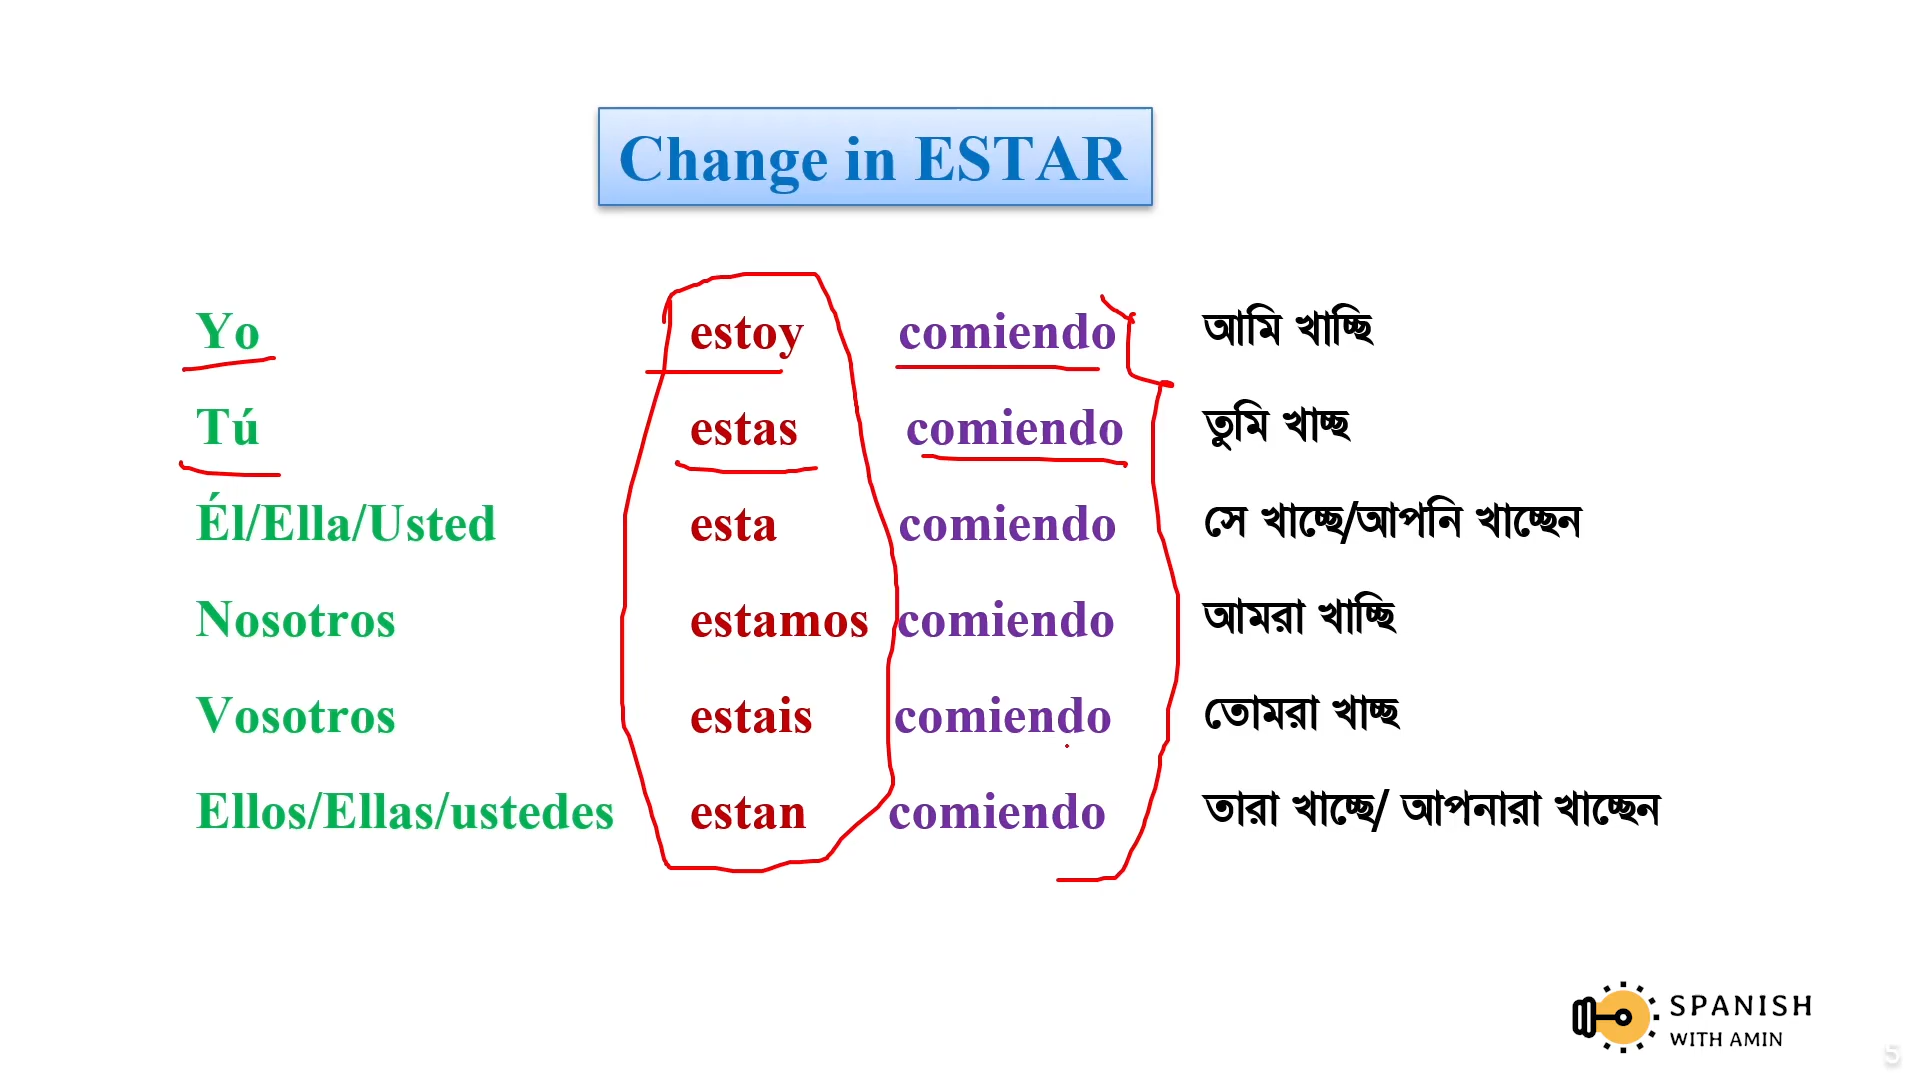 Change in ESTAR
Yo estoy comiendo আমি খাচ্ছি
Tú estas comiendo তুমি খাচ্ছ
Él/Ella/Usted esta comiendo সে খাচ্ছে/আপনি খাচ্ছেন
Nosotros estamos comiendo আমরা খাচ্ছি
Vosotros estais comiendo তোমরা খাচ্ছ
Ellos/Ellas/ustedes estan comiendo তারা খাচ্ছে/ আপনারা খাচ্ছেন
SPANISH
WITH AMIN
5